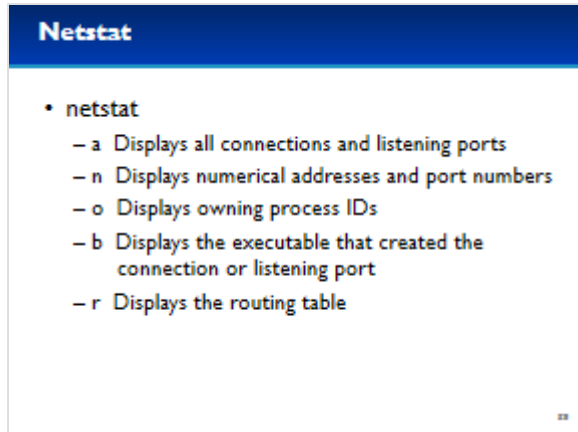 Netstat
• netstat
– a Displays all connections and listening ports
– n Displays numerical addresses and port numbers
– o Displays owning process IDs
– b Displays the executable that created the
connection or listening port
– r Displays the routing table